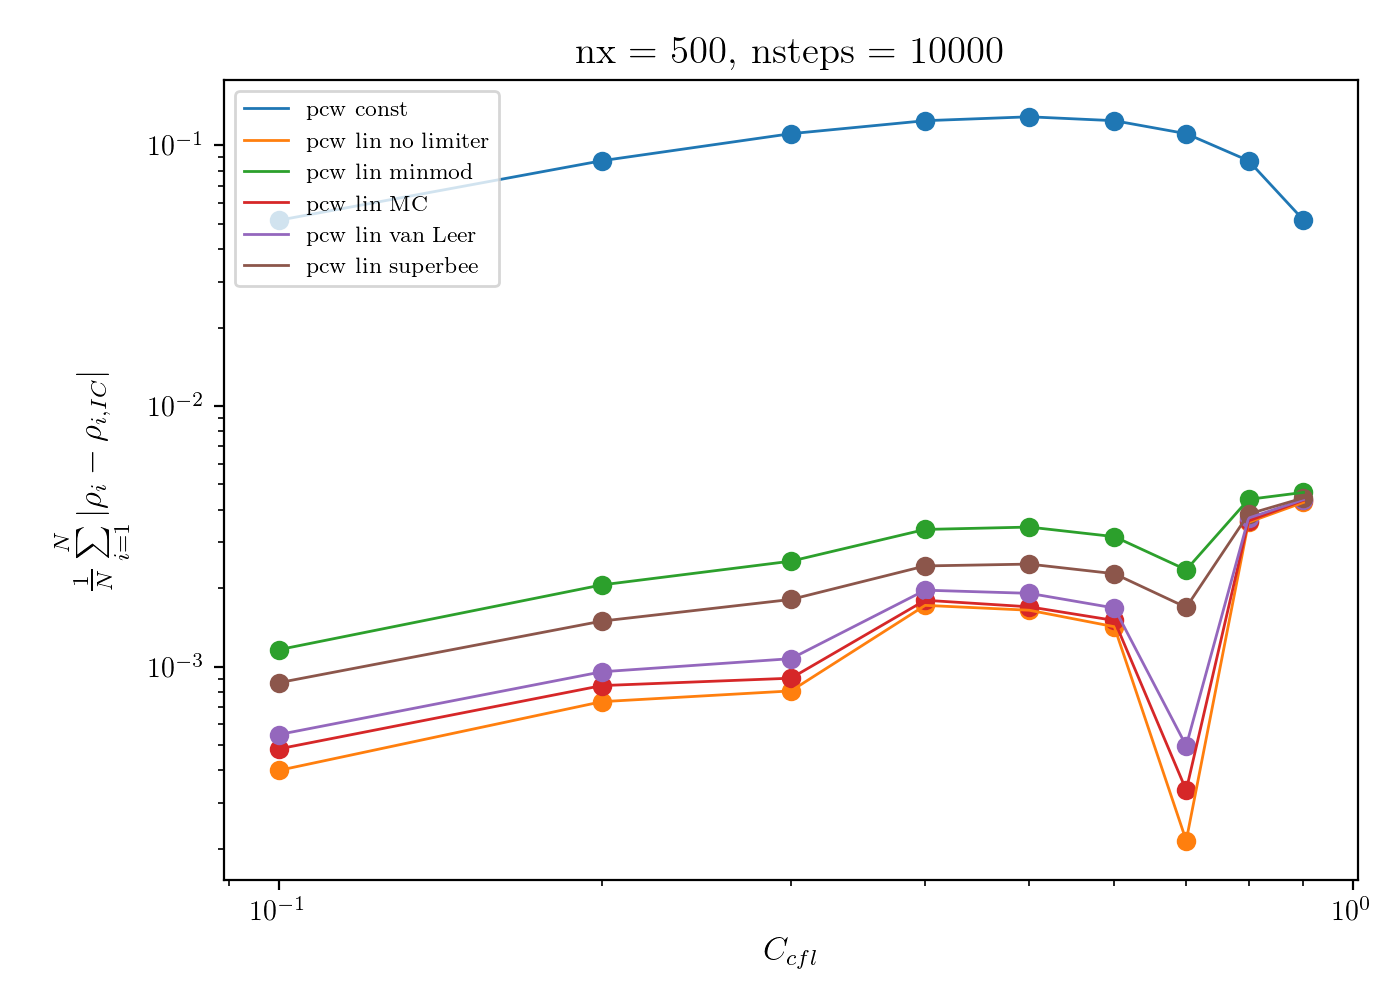 nx = 500, nsteps = 10000
pcw const
pcw lin no limiter
pcw lin minmod
pcw lin MC
pcw lin van Leer
pcw lin superbee
10⁻¹
10⁻²
10⁻³
$\frac{1}{N} \sum_{i=1}^{N} |\rho_i - \rho_{i,IC}|$
10⁻¹ 10⁰
$C_{cfl}$